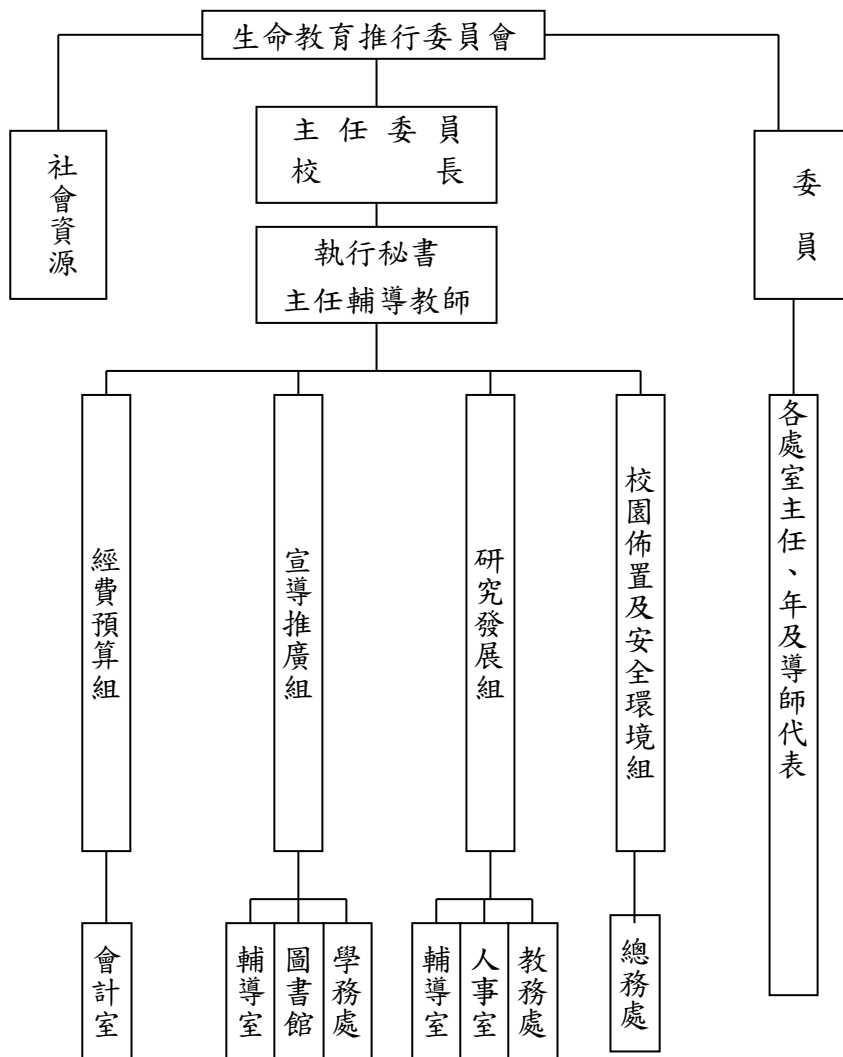 生命教育推行委員會
主任委員
校長
社會資源
委員
執行秘書
主任輔導教師
經費預算組
宣導推廣組
研究發展組
校園佈置及安全環境組
各處室主任、年及導師代表
會計室
輔導室
圖書館
學務處
輔導室
人事室
教務處
總務處